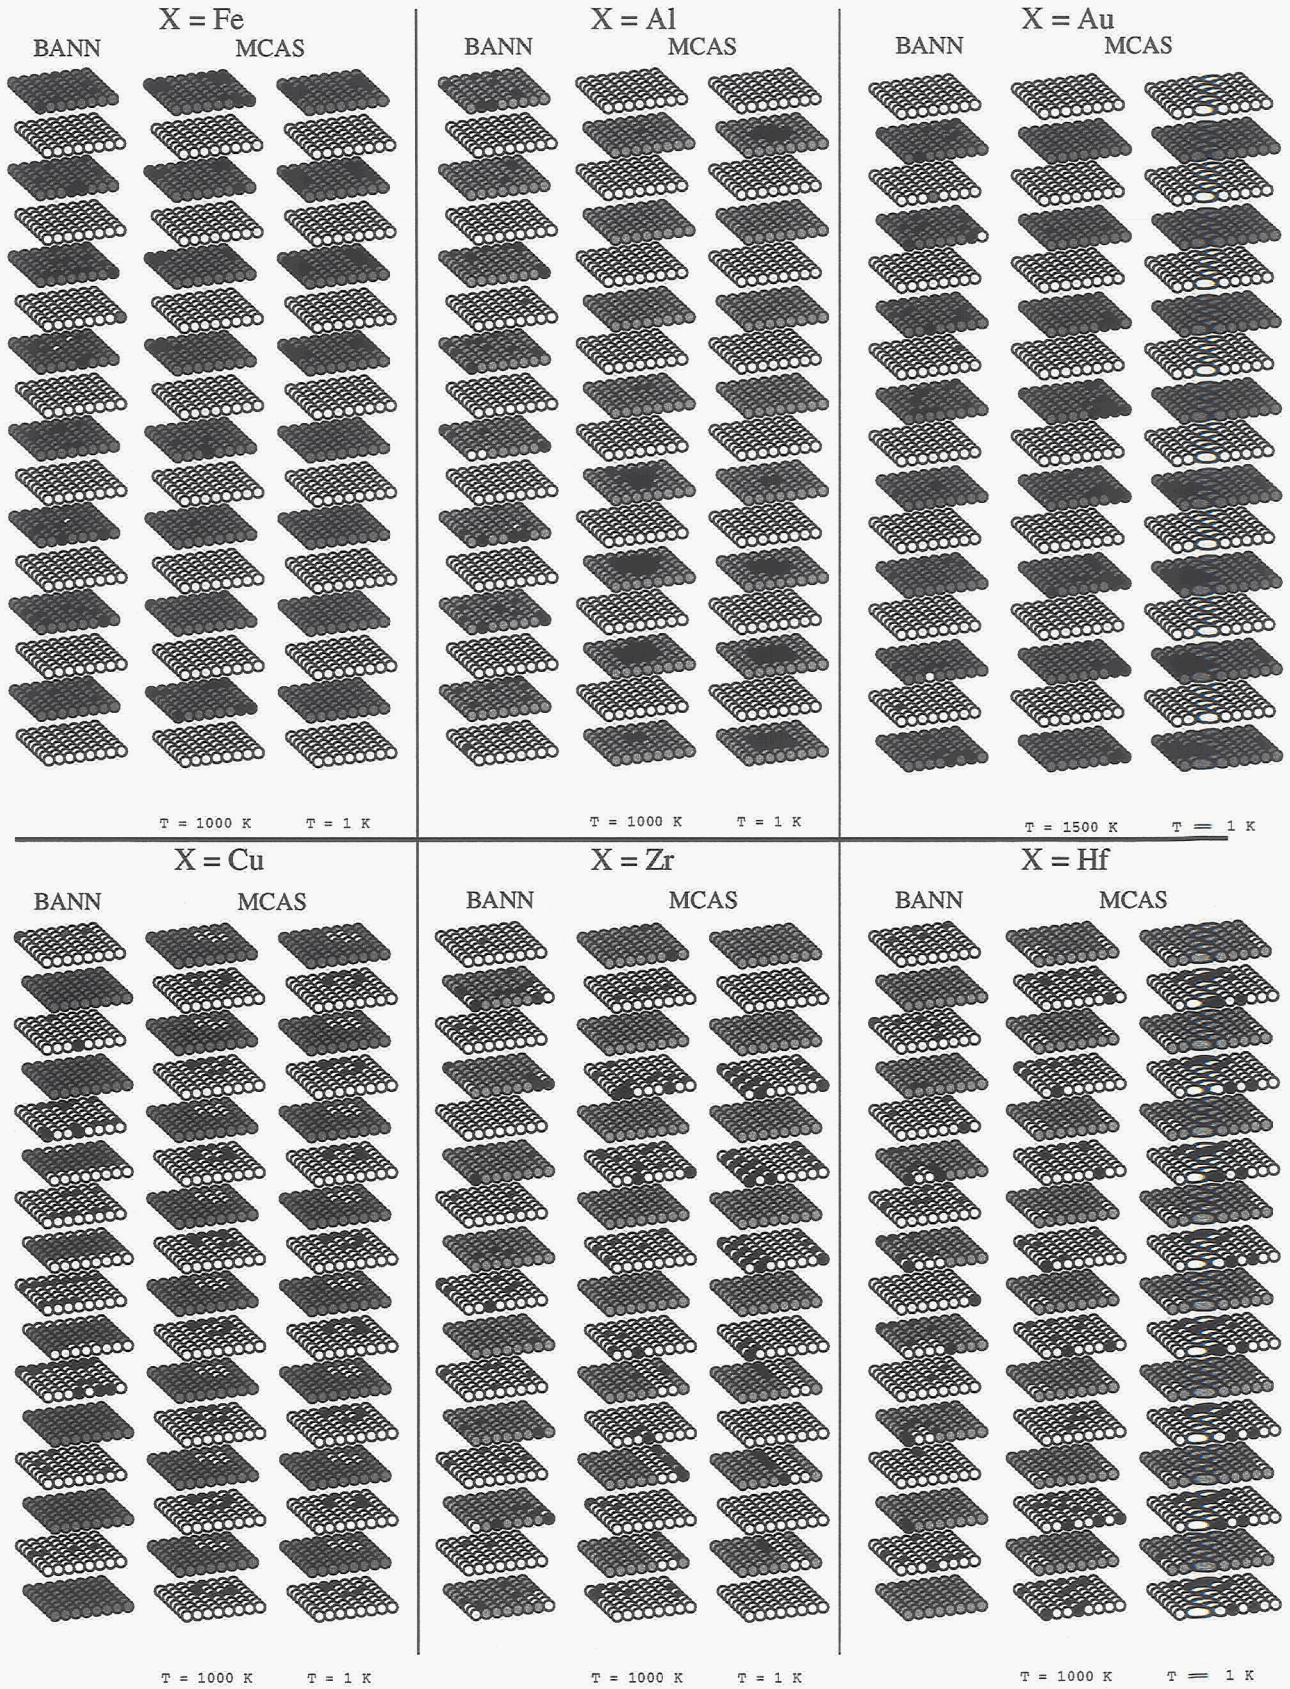 X = Fe
X = Al
X = Au
BANN MCAS
BANN MCAS
BANN MCAS
T = 1000 K T = 1 K
T = 1000 K T = 1 K
T = 1500 K T = 1 K
X = Cu
X = Zr
X = Hf
BANN MCAS
BANN MCAS
BANN MCAS
T = 1000 K T = 1 K
T = 1000 K T = 1 K
T = 1000 K T = 1 K